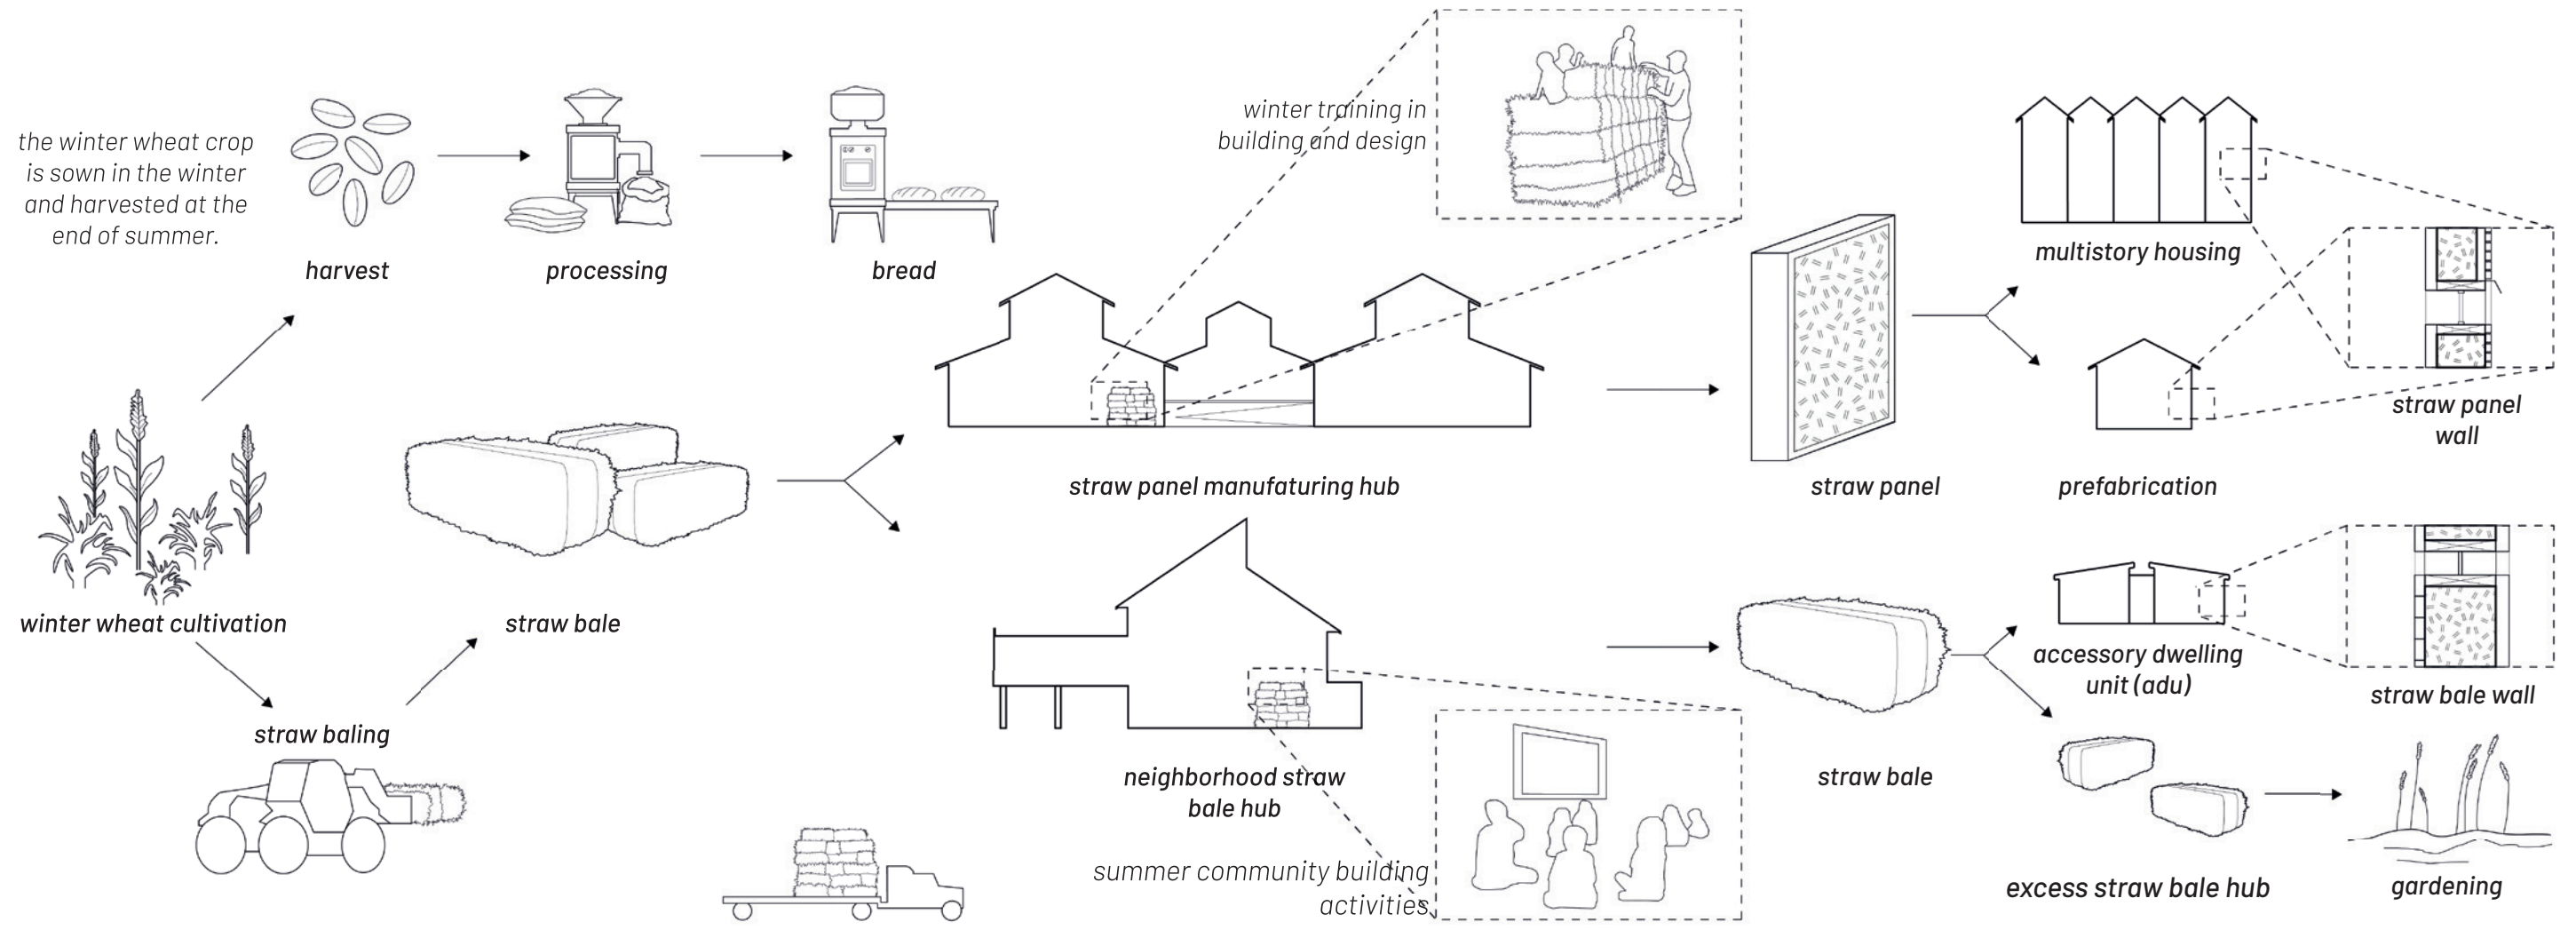 the winter wheat crop
is sown in the winter
and harvested at the
end of summer.
harvest
processing
bread
winter training in
building and design
multistory housing
straw panel
wall
straw panel manufaturing hub
straw panel
prefabrication
winter wheat cultivation
straw bale
accessory dwelling
unit (adu)
straw bale wall
straw baling
neighborhood straw
bale hub
straw bale
summer community building
activities
excess straw bale hub
gardening